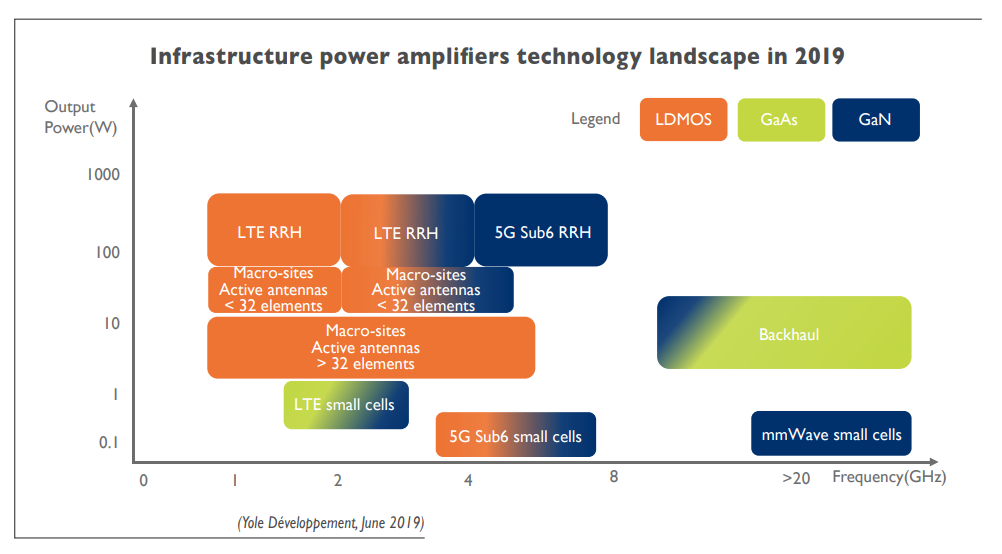 Infrastructure power amplifiers technology landscape in 2019
Output
Power(W)
Legend
LDMOS
GaAs
GaN
1000
100
10
1
0.1
LTE RRH
LTE RRH
5G Sub6 RRH
Macro-sites
Active antennas
< 32 elements
Macro-sites
Active antennas
< 32 elements
Macro-sites
Active antennas
> 32 elements
Backhaul
LTE small cells
5G Sub6 small cells
mmWave small cells
0
1
2
4
8
>20
Frequency(GHz)
(Yole Développement, June 2019)